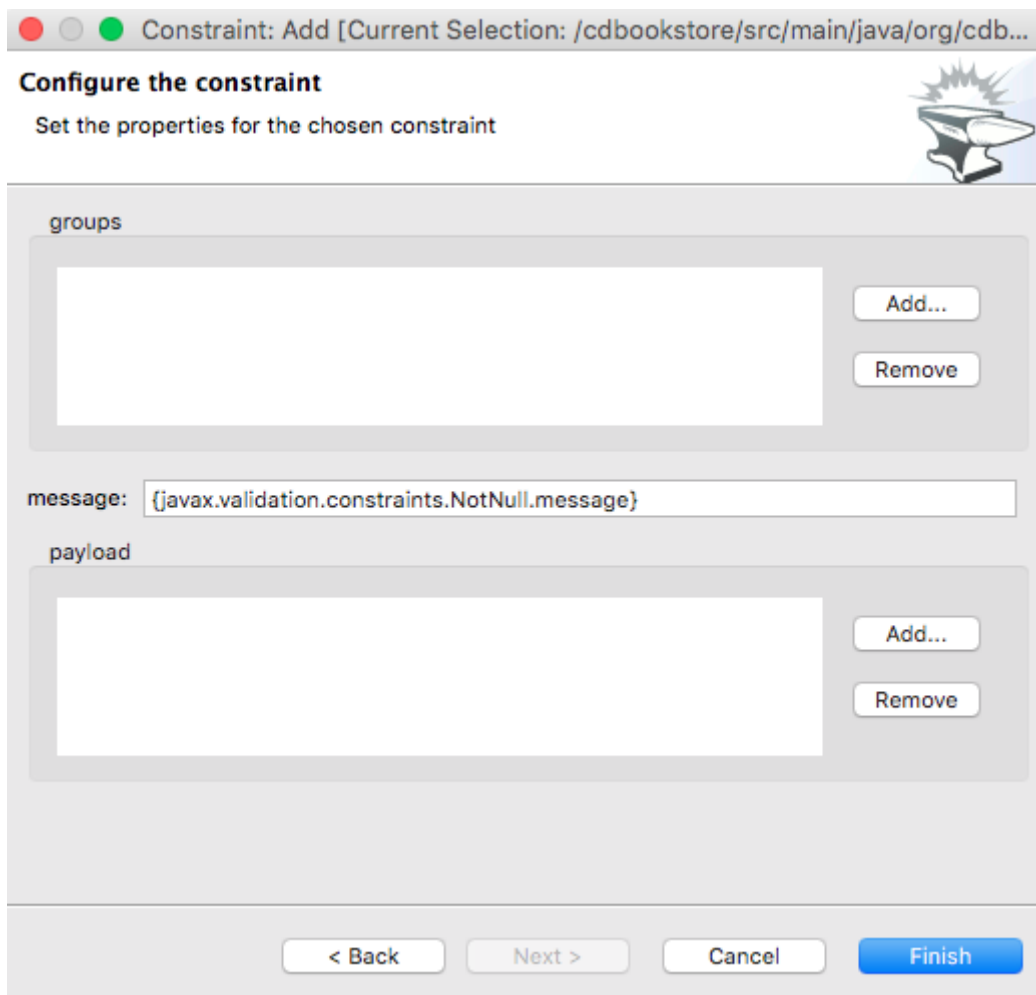 Constraint: Add [Current Selection: /cdbookstore/src/main/java/org/cdb...
Configure the constraint
Set the properties for the chosen constraint
groups
Add...
Remove
message: {javax.validation.constraints.NotNull.message}
payload
Add...
Remove
< Back Next > Cancel Finish